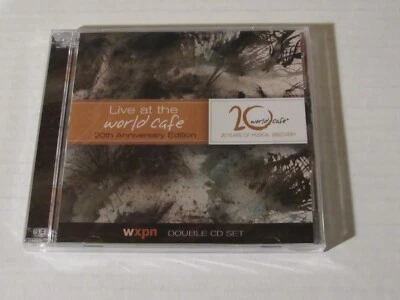 Live at the
world cafe
20th Anniversary Edition
20
world cafe®
20 YEARS OF MUSICAL DISCOVERY
wxpn DOUBLE CD SET